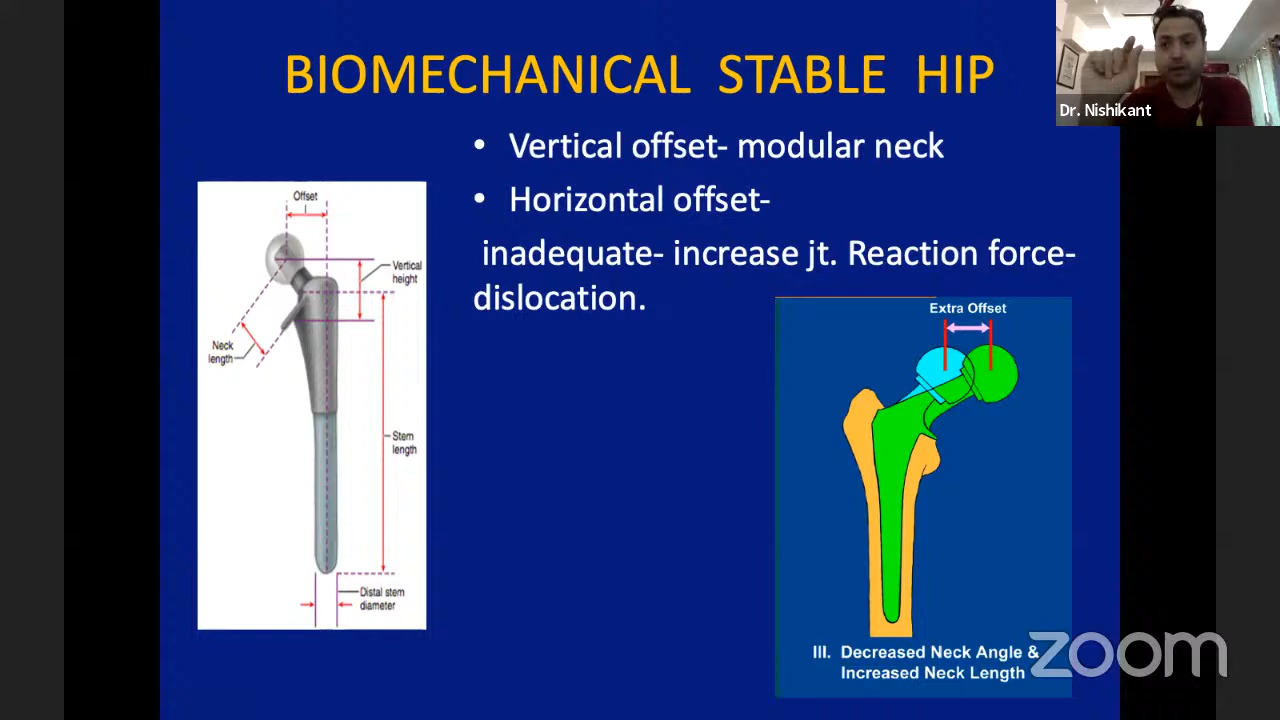 BIOMECHANICAL STABLE HIP
Dr. Nishikant
• Vertical offset- modular neck
• Horizontal offset-
inadequate- increase jt. Reaction force-
dislocation.
Offset
Vertical
height
Neck
length
Stem
length
Distal stem
diameter
Extra Offset
III. Decreased Neck Angle &
Increased Neck Length
zoom